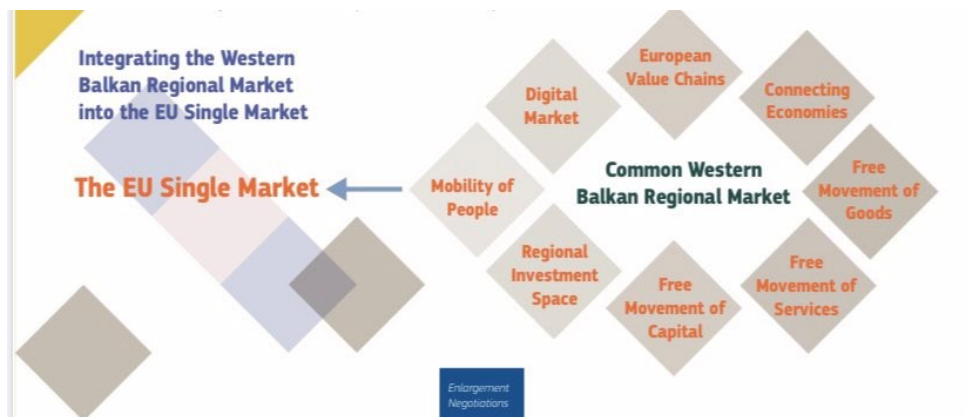 Integrating the Western
Balkan Regional Market
into the EU Single Market
The EU Single Market
Digital
Market
European
Value Chains
Connecting
Economies
Mobility of
People
Common Western
Balkan Regional Market
Free
Movement of
Goods
Regional
Investment
Space
Free
Movement of
Capital
Free
Movement of
Services
Enlargement
Negotiations